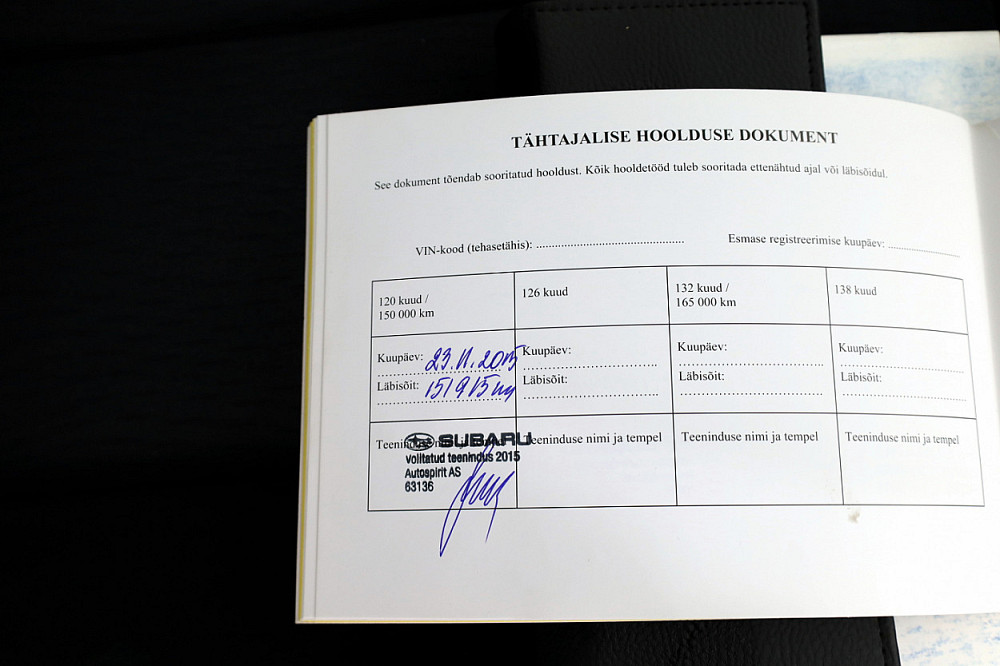 TÄHTAJALISE HOOLDUSE DOKUMENT
See dokument tõendab sooritatud hooldust. Kõik hooldetööd tuleb sooritada ettenähtud ajal või läbisõidul.
VIN-kood (tehasetähis): ................................................ Esmase registreerimise kuupäev: ........................
120 kuud / 150 000 km
126 kuud
132 kuud / 165 000 km
138 kuud
Kuupäev: 23.11.2015
Läbisõit: 151915
Kuupäev:
Läbisõit:
Kuupäev:
Läbisõit:
Kuupäev:
Läbisõit:
SUBARU
volitatud teenindus 2015
Autospirit AS
63136
Teeninduse nimi ja tempel
Teeninduse nimi ja tempel
Teeninduse nimi ja tempel